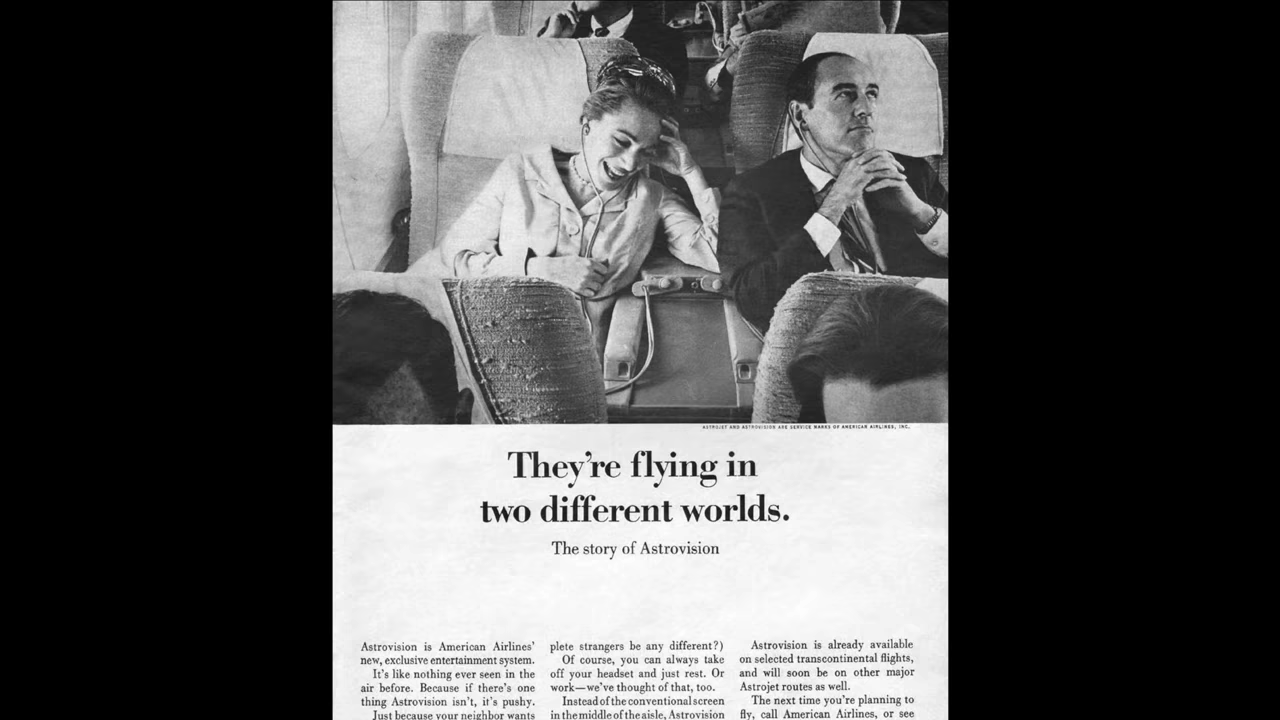 ASTROJET AND ASTROVISION ARE SERVICE MARKS OF AMERICAN AIRLINES, INC.
They're flying in
two different worlds.
The story of Astrovision
Astrovision is American Airlines'
new, exclusive entertainment system.
It's like nothing ever seen in the
air before. Because if there's one
thing Astrovision isn't, it's pushy.
Just because your neighbor wants
plete strangers be any different?)
Of course, you can always take
off your headset and just rest. Or
work—we've thought of that, too.
Instead of the conventional screen
in the middle of the aisle, Astrovision
Astrovision is already available
on selected transcontinental flights,
and will soon be on other major
Astrojet routes as well.
The next time you're planning to
fly, call American Airlines, or see